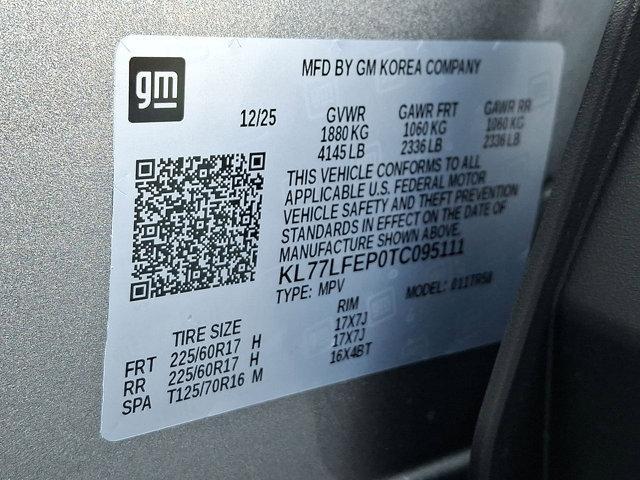 gm
MFD BY GM KOREA COMPANY
12/25 GVWR GAWR FRT GAWR RR
1880 KG 1060 KG 1060 KG
4145 LB 2336 LB 2336 LB
THIS VEHICLE CONFORMS TO ALL
APPLICABLE U.S. FEDERAL MOTOR
VEHICLE SAFETY AND THEFT PREVENTION
STANDARDS IN EFFECT ON THE DATE OF
MANUFACTURE SHOWN ABOVE.
KL77LFEP0TC095111
TYPE: MPV MODEL: 011TR58
TIRE SIZE RIM
FRT 225/60R17 H 17X7J
RR 225/60R17 H 17X7J
SPA T125/70R16 M 16X4BT